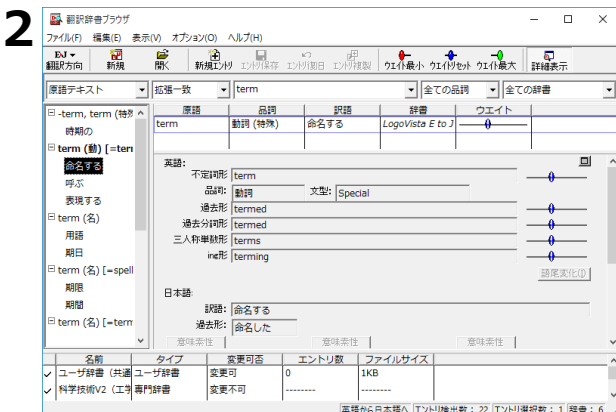 2
翻訳辞書ブラウザ
ファイル(F) 編集(E) 表示(V) オプション(O) ヘルプ(H)
EJ
翻訳方向 新規 開く 新規エントリ エントリ保存 エントリ復旧 エントリ複製 ウエイト最小 ウエイトリセット ウエイト最大 詳細表示
原語テキスト 拡張一致 term 全ての品詞 全ての辞書
原語 品詞 訳語 辞書 ウエイト
term 動詞 (特殊) 命名する LogoVista E to J
-term, term (特殊
時期の
term (動) [=terr
命名する
呼ぶ
表現する
term (名)
用語
期日
term (名) [=spell
期限
期間
term (名) [=term
英語:
不定詞形 term
品詞: 動詞 文型: Special
過去形 termed
過去分詞形 termed
三人称単数形 terms
ing形 terming
語尾変化(I)
日本語:
訳語: 命名する
過去形: 命名した
意味素性 意味素性 意味素性
名前 タイプ 変更可否 エントリ数 ファイルサイズ
ユーザ辞書 (共通 ユーザ辞書 変更可 0 1KB
科学技術V2 (工学 専門辞書 変更不可 -------- --------
英語から日本語へ エントリ検出数: 22 エントリ選択数: 1 辞書: 6